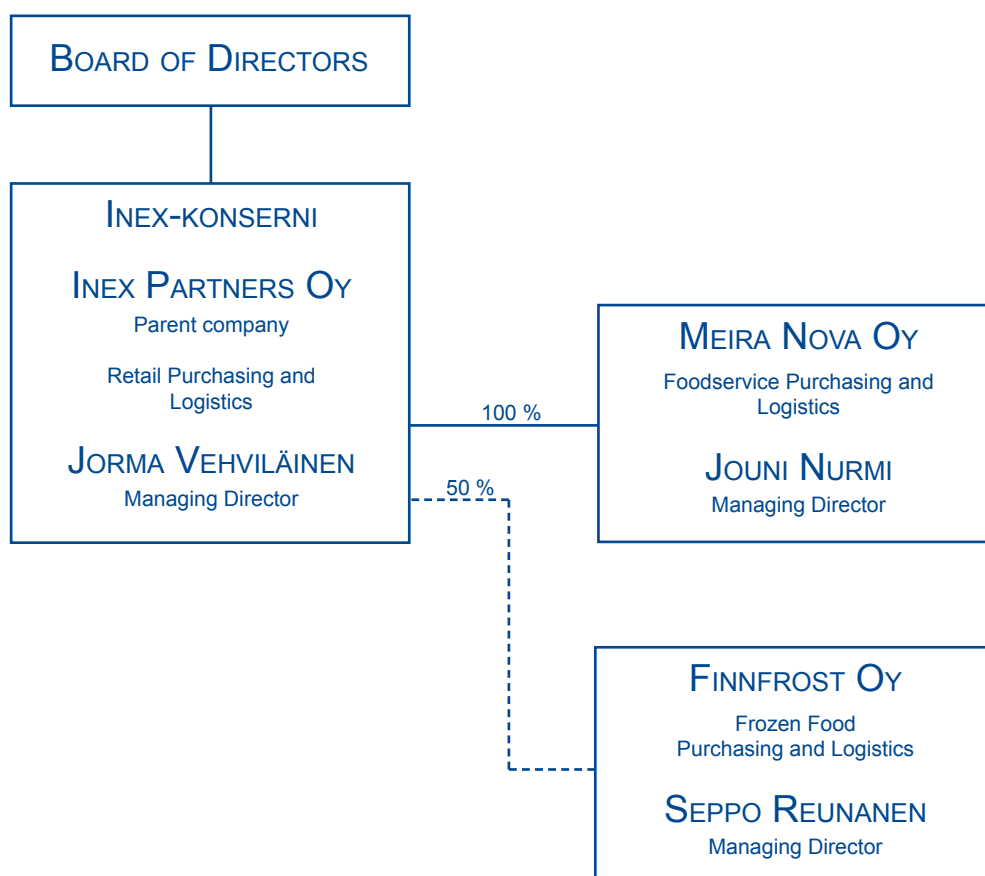 BOARD OF DIRECTORS
INEX-KONSERNI
INEX PARTNERS OY
Parent company
Retail Purchasing and
Logistics
JORMA VEHVILÄINEN
Managing Director
100 %
50 %
MEIRA NOVA OY
Foodservice Purchasing and
Logistics
JOUNI NURMI
Managing Director
FINNFROST OY
Frozen Food
Purchasing and Logistics
SEPPO REUNANEN
Managing Director